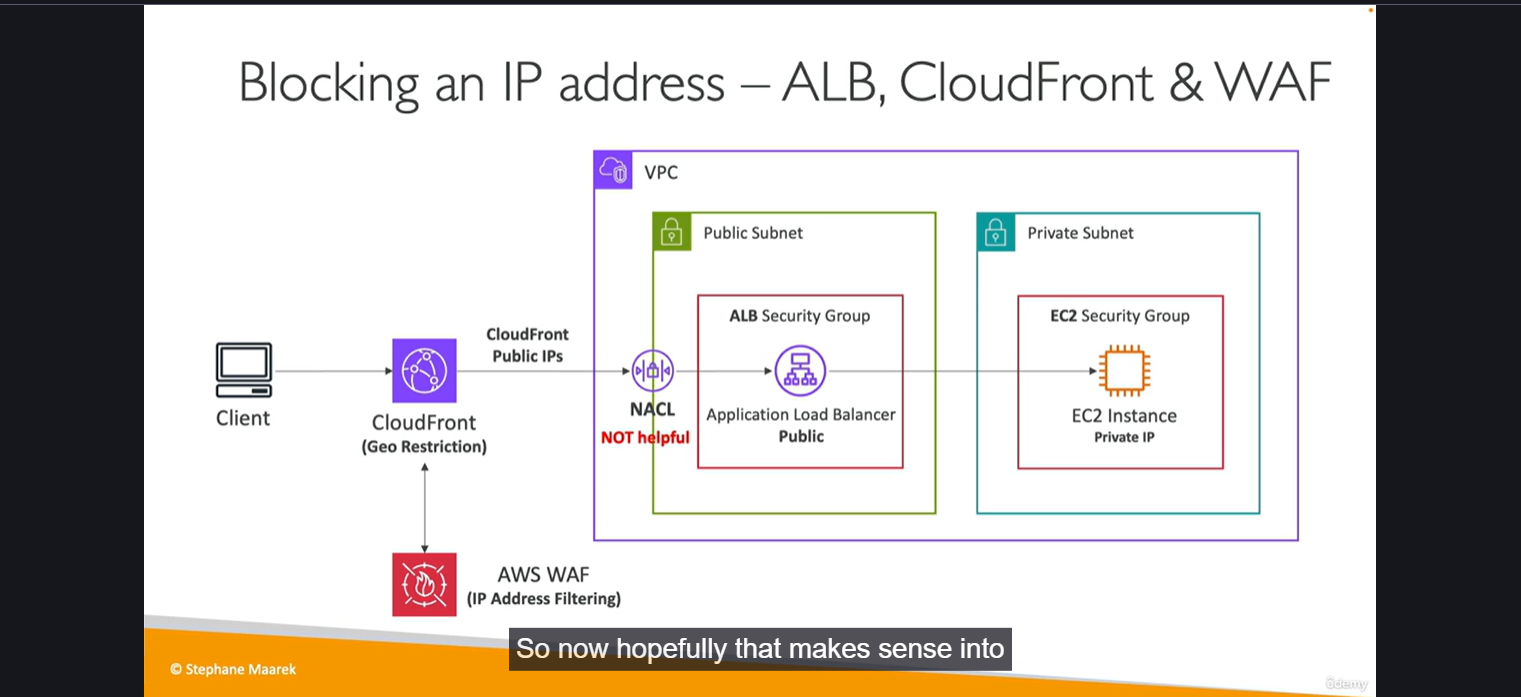 Blocking an IP address – ALB, CloudFront & WAF
VPC
Public Subnet
Private Subnet
ALB Security Group
EC2 Security Group
CloudFront
Public IPs
Client
CloudFront
(Geo Restriction)
NACL
NOT helpful
Application Load Balancer
Public
EC2 Instance
Private IP
AWS WAF
(IP Address Filtering)
So now hopefully that makes sense into
© Stephane Maarek
ûdemy